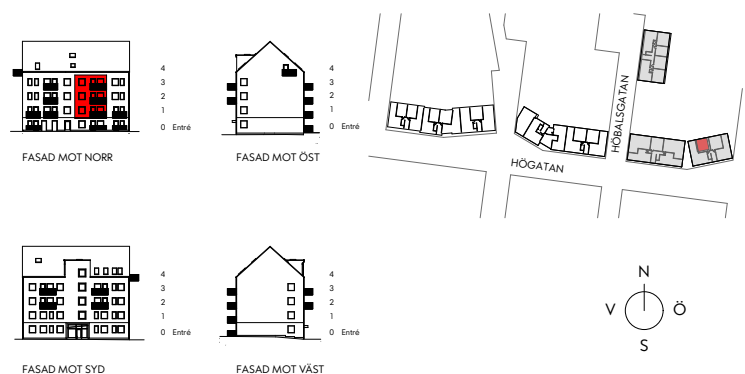 4
3
2
1
0 Entré
FASAD MOT NORR
4
3
2
1
0 Entré
FASAD MOT ÖST
HÖBALSGATAN
HÖGATAN
4
3
2
1
0 Entré
FASAD MOT SYD
4
3
2
1
0 Entré
FASAD MOT VÄST
N
V Ö
S